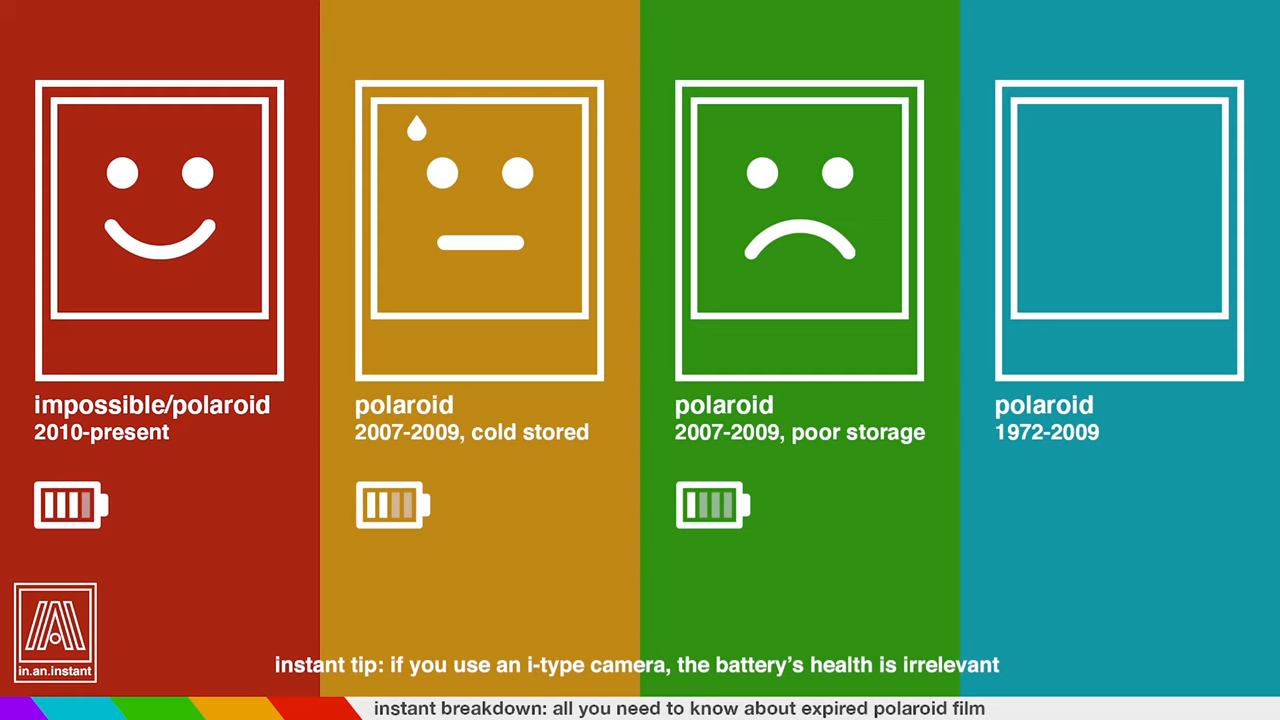 impossible/polaroid
2010-present
polaroid
2007-2009, cold stored
polaroid
2007-2009, poor storage
polaroid
1972-2009
in.an.instant
instant tip: if you use an i-type camera, the battery's health is irrelevant
instant breakdown: all you need to know about expired polaroid film